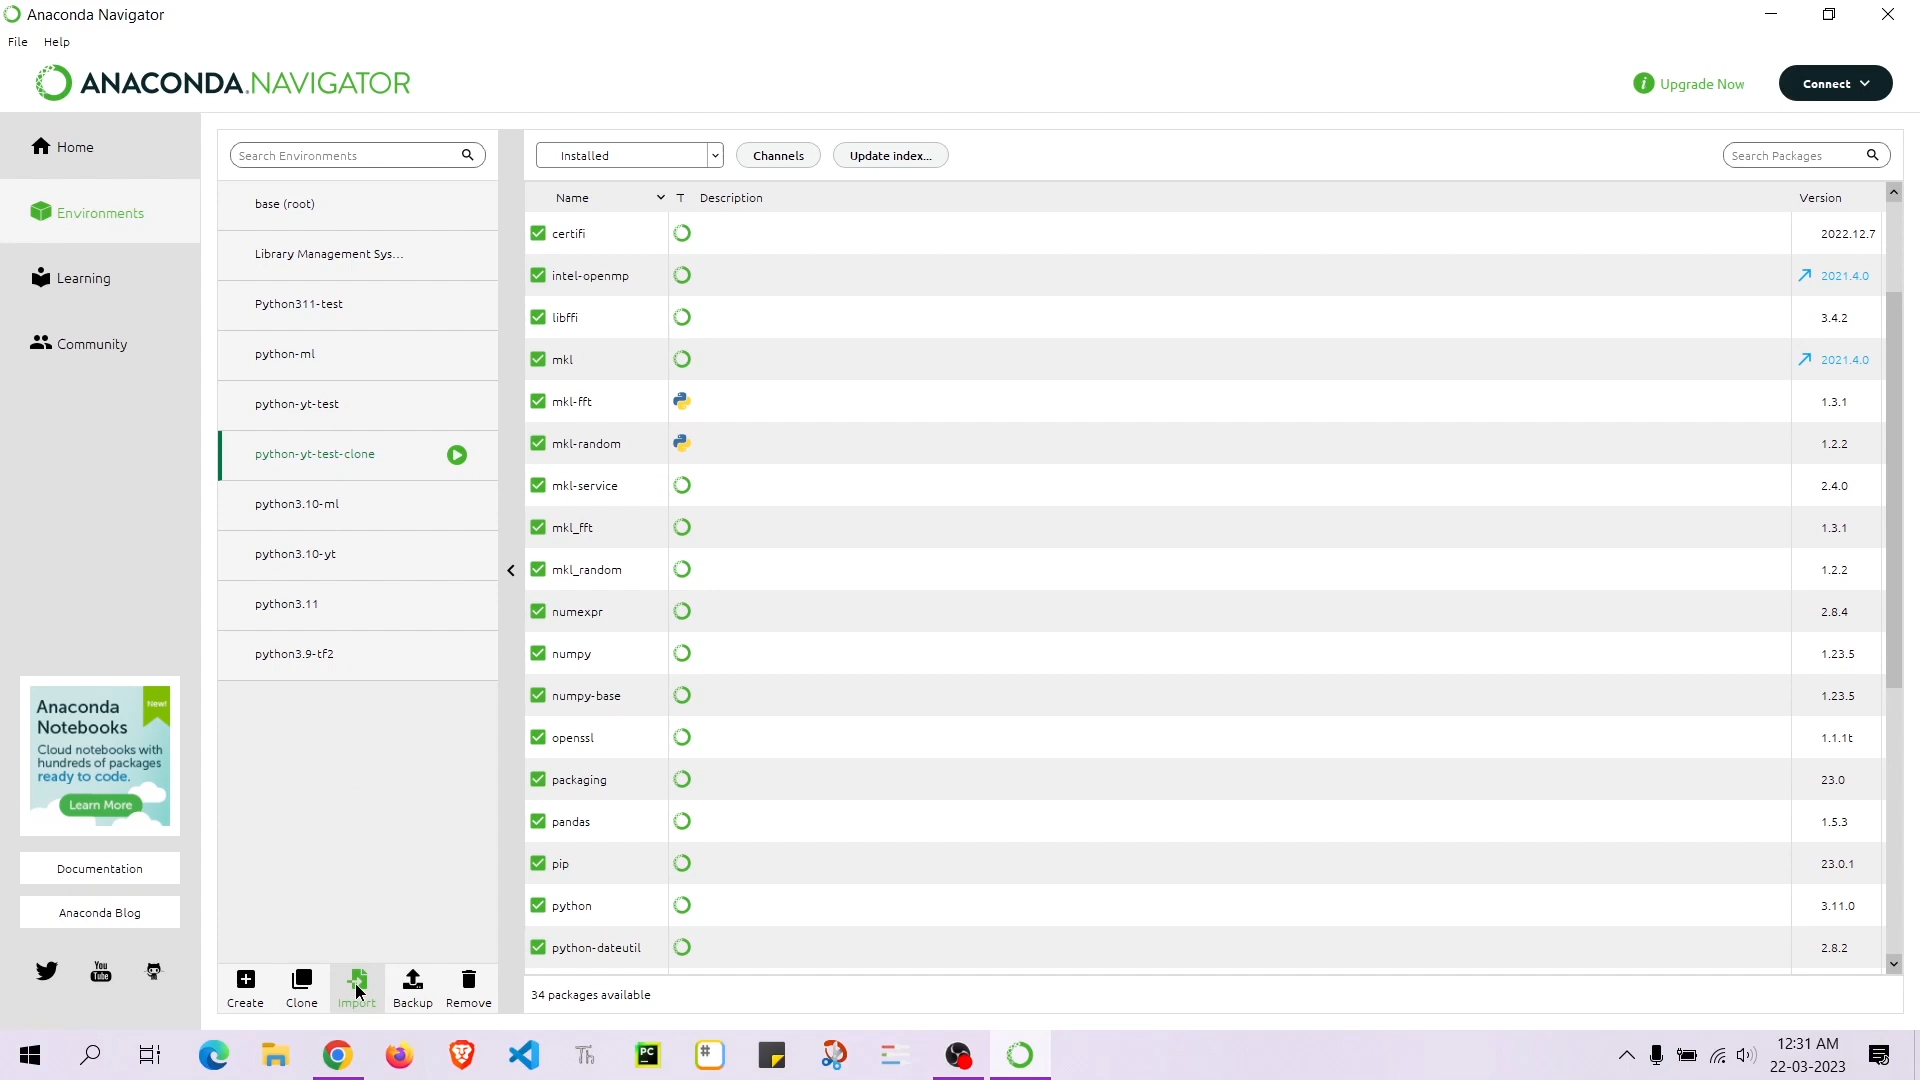 Anaconda Navigator
File Help
ANACONDA.NAVIGATOR
i Upgrade Now
Connect
Home
Environments
Learning
Community
Anaconda
Notebooks
New!
Cloud notebooks with
hundreds of packages
ready to code.
Learn More
Documentation
Anaconda Blog
You
Tube
Search Environments
base (root)
Library Management Sys...
Python311-test
python-ml
python-yt-test
python-yt-test-clone
python3.10-ml
python3.10-yt
python3.11
python3.9-tf2
Create Clone Import Backup Remove
Installed
Channels
Update index...
Search Packages
Name T Description Version
certifi 2022.12.7
intel-openmp 2021.4.0
libffi 3.4.2
mkl 2021.4.0
mkl-fft 1.3.1
mkl-random 1.2.2
mkl-service 2.4.0
mkl_fft 1.3.1
mkl_random 1.2.2
numexpr 2.8.4
numpy 1.23.5
numpy-base 1.23.5
openssl 1.1.1t
packaging 23.0
pandas 1.5.3
pip 23.0.1
python 3.11.0
python-dateutil 2.8.2
34 packages available
Th
PC
#
12:31 AM
22-03-2023